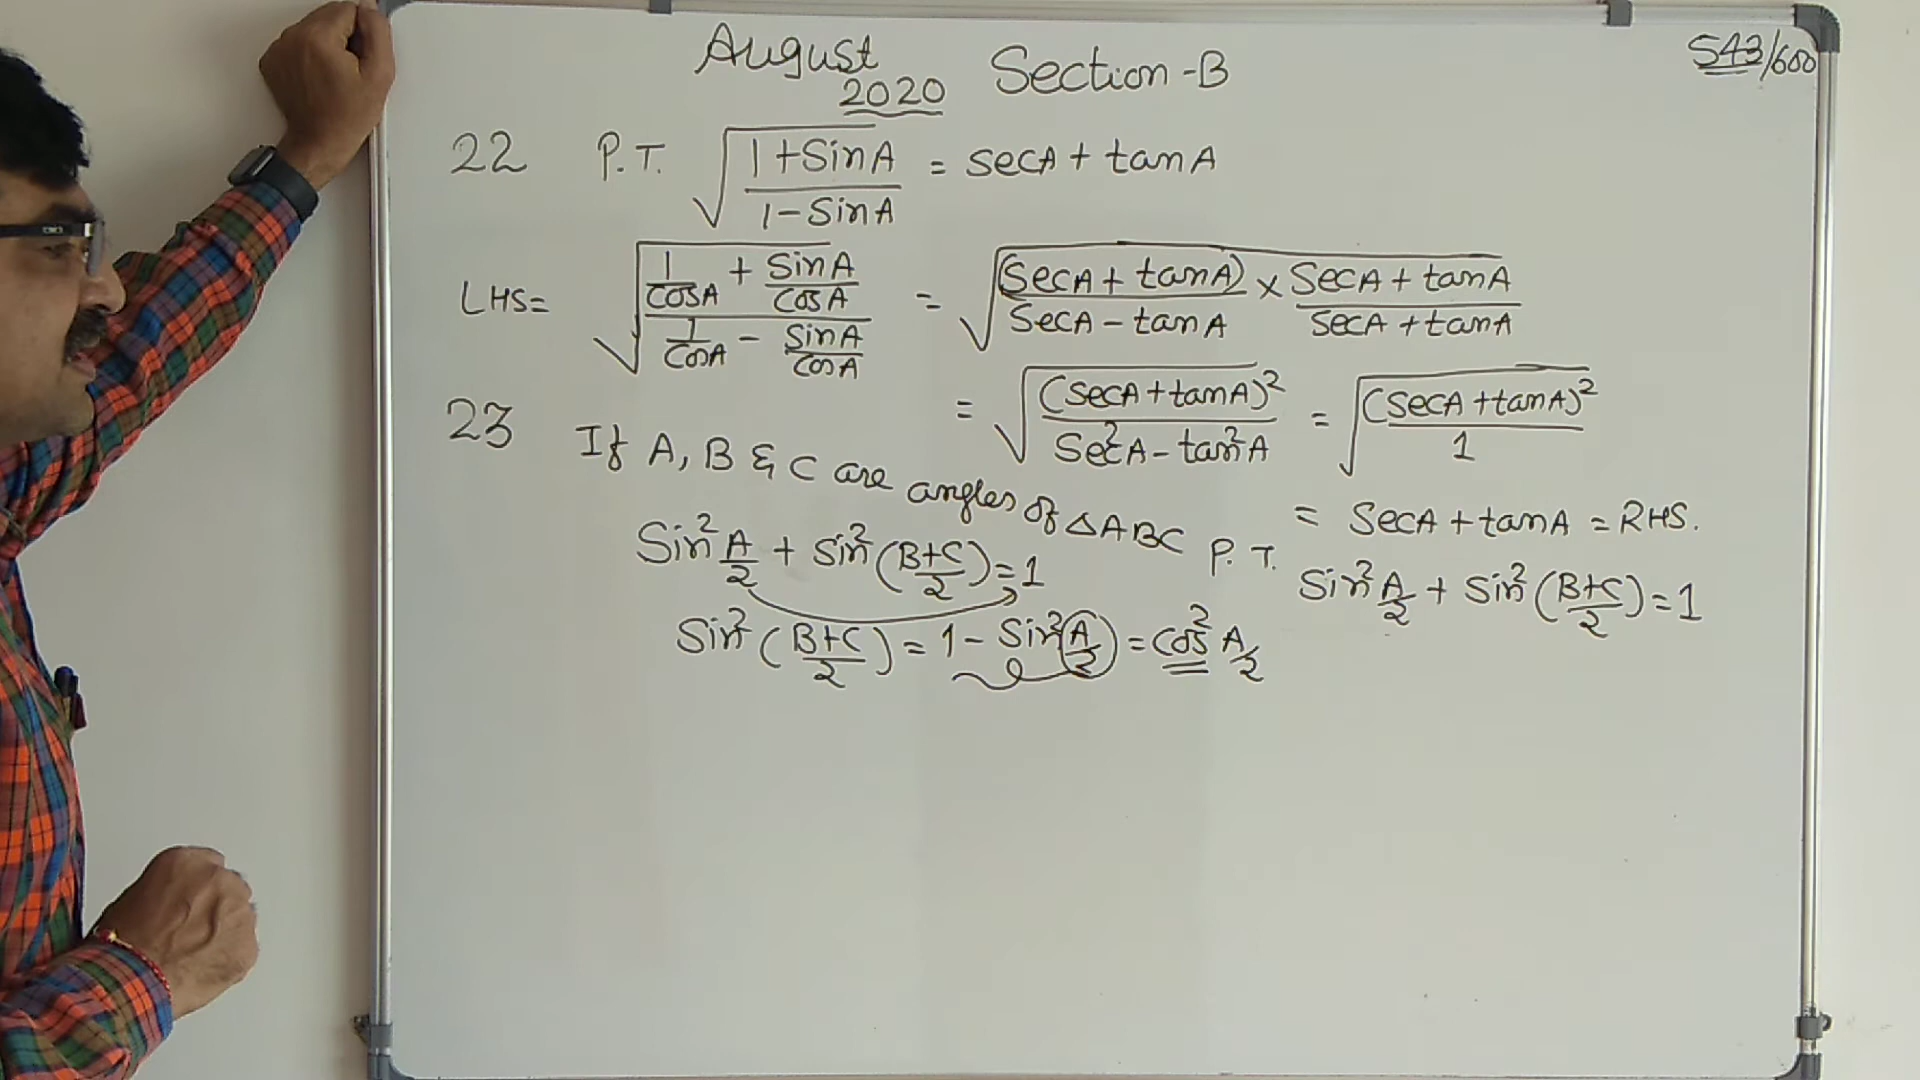 August 2020 Section-B
543/600
22 P.T. √((1+SinA)/(1-SinA)) = secA + tanA
LHS= √((1/cosA + SinA/cosA)/(1/cosA - SinA/cosA)) = √((SecA + tanA)/(SecA - tanA) × (SecA + tanA)/(SecA + tanA))
= √((SecA+tanA)²/(Sec²A - tan²A)) = √((SecA+tanA)²/1)
= SecA + tanA = RHS.
23 If A, B & C are angles of △ABC P.T. Sin² A/2 + Sin² (B+C/2) = 1
Sin² A/2 + Sin² (B+C/2) = 1
Sin² (B+C/2) = 1 - Sin² (A/2) = Cos² A/2